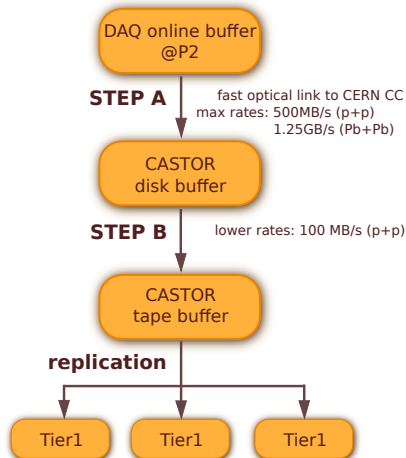 DAQ online buffer
@P2
STEP A
fast optical link to CERN CC
max rates: 500MB/s (p+p)
1.25GB/s (Pb+Pb)
CASTOR
disk buffer
STEP B
lower rates: 100 MB/s (p+p)
CASTOR
tape buffer
replication
Tier1 Tier1 Tier1